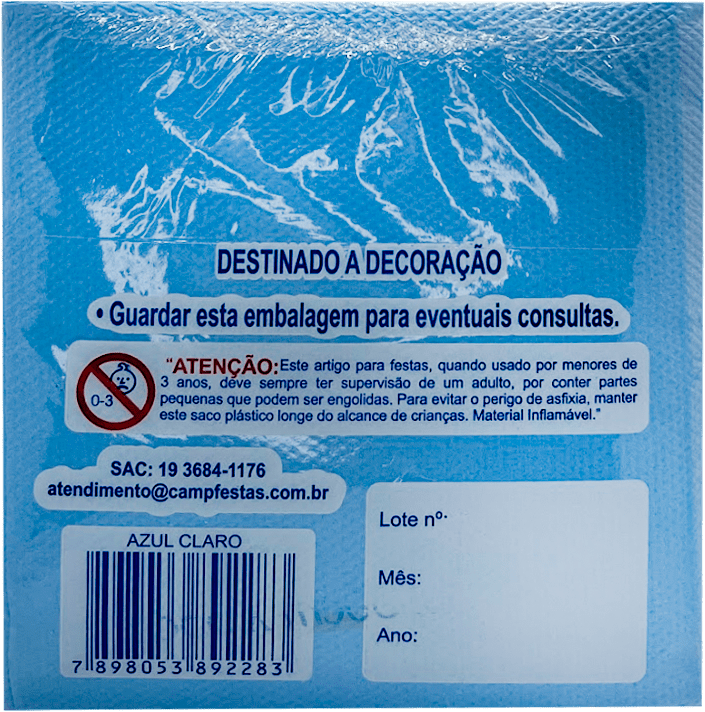 DESTINADO A DECORAÇÃO
• Guardar esta embalagem para eventuais consultas.
0-3
"ATENÇÃO: Este artigo para festas, quando usado por menores de
3 anos, deve sempre ter supervisão de um adulto, por conter partes
pequenas que podem ser engolidas. Para evitar o perigo de asfixia, manter
este saco plástico longe do alcance de crianças. Material Inflamável."
SAC: 19 3684-1176
atendimento@campfestas.com.br
AZUL CLARO
7 898053 892283
Lote nº·
Mês:
Ano: